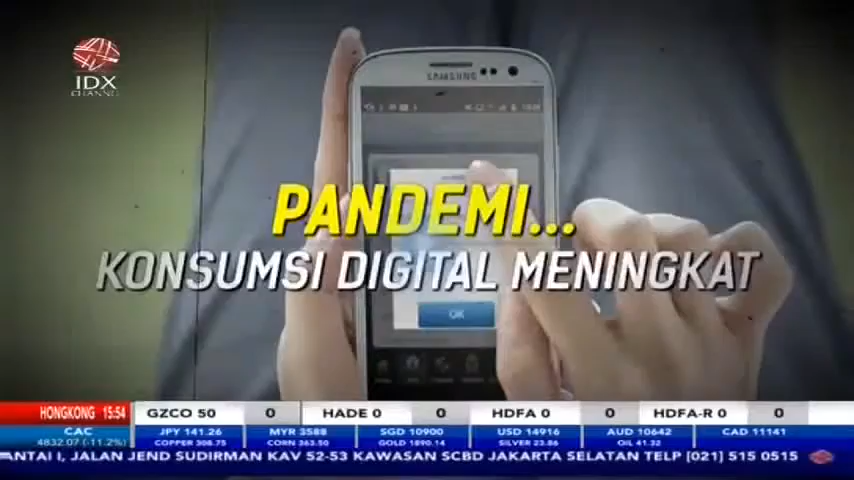 IDX
CHANNEL
SAMSUNG
PANDEMI...
KONSUMSI DIGITAL MENINGKAT
OK
HONGKONG 15:54
GZCO 50 0 HADE 0 0 HDFA 0 0 HDFA-R 0 0
CAC
4832.07 (-11.2%)
JPY 141.26 MYR 3588 SGD 10900 USD 14916 AUD 10642 CAD 11141
COPPER 308.75 CORN 363.50 GOLD 1890.14 SILVER 23.86 OIL 41.32
ANTAI I, JALAN JEND SUDIRMAN KAV 52-53 KAWASAN SCBD JAKARTA SELATAN TELP [021] 515 0515